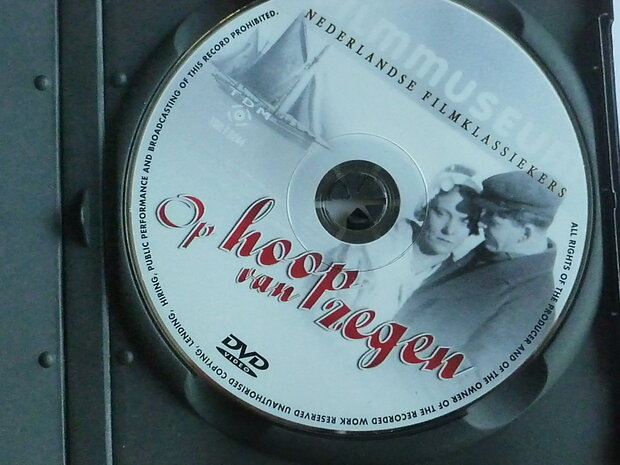 NEDERLANDSE FILMKLASSIEKERS
TDM
Op hoop
van zegen
DVD
VIDEO
ALL RIGHTS OF THE PRODUCER AND OF THE OWNER OF THE RECORDED WORK RESERVED UNAUTHORISED COPYING, LENDING, HIRING, PUBLIC PERFORMANCE AND BROADCASTING OF THIS RECORD PROHIBITED.